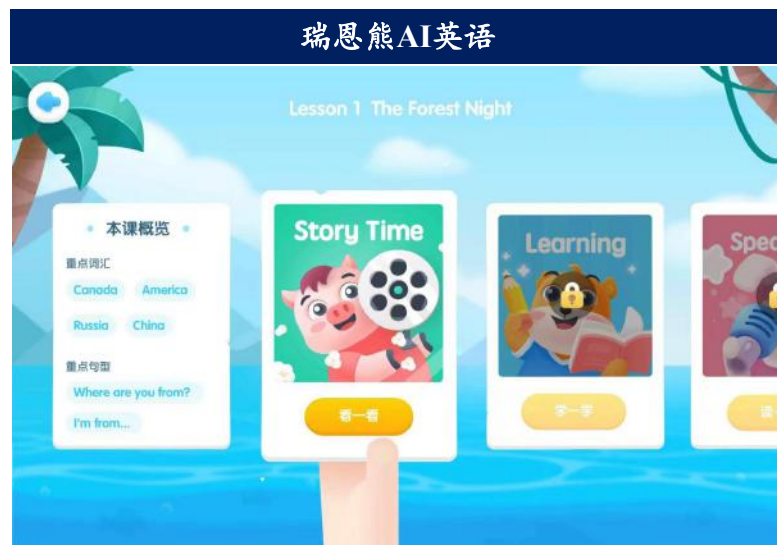 瑞恩熊AI英语
Lesson 1 The Forest Night
本课概览
重点词汇
Canada America
Russia China
重点句型
Where are you from?
I'm from...
Story Time
看一看
Learning
学一学